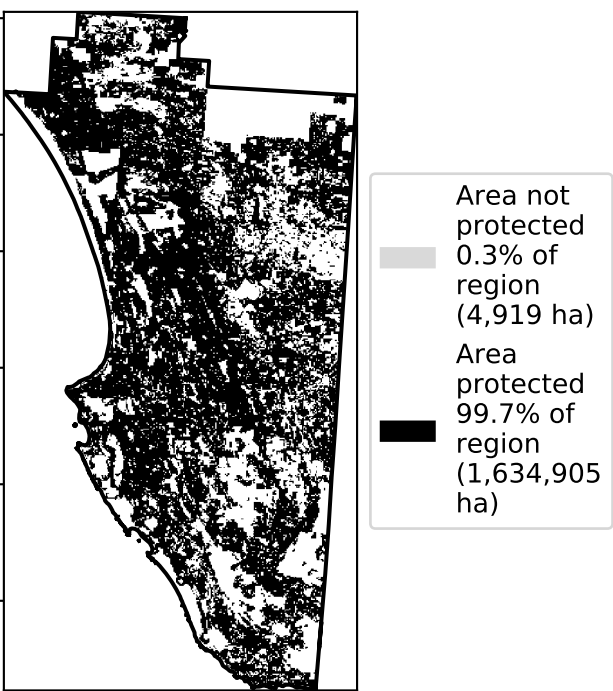 Area not
protected
0.3% of
region
(4,919 ha)
Area
protected
99.7% of
region
(1,634,905
ha)